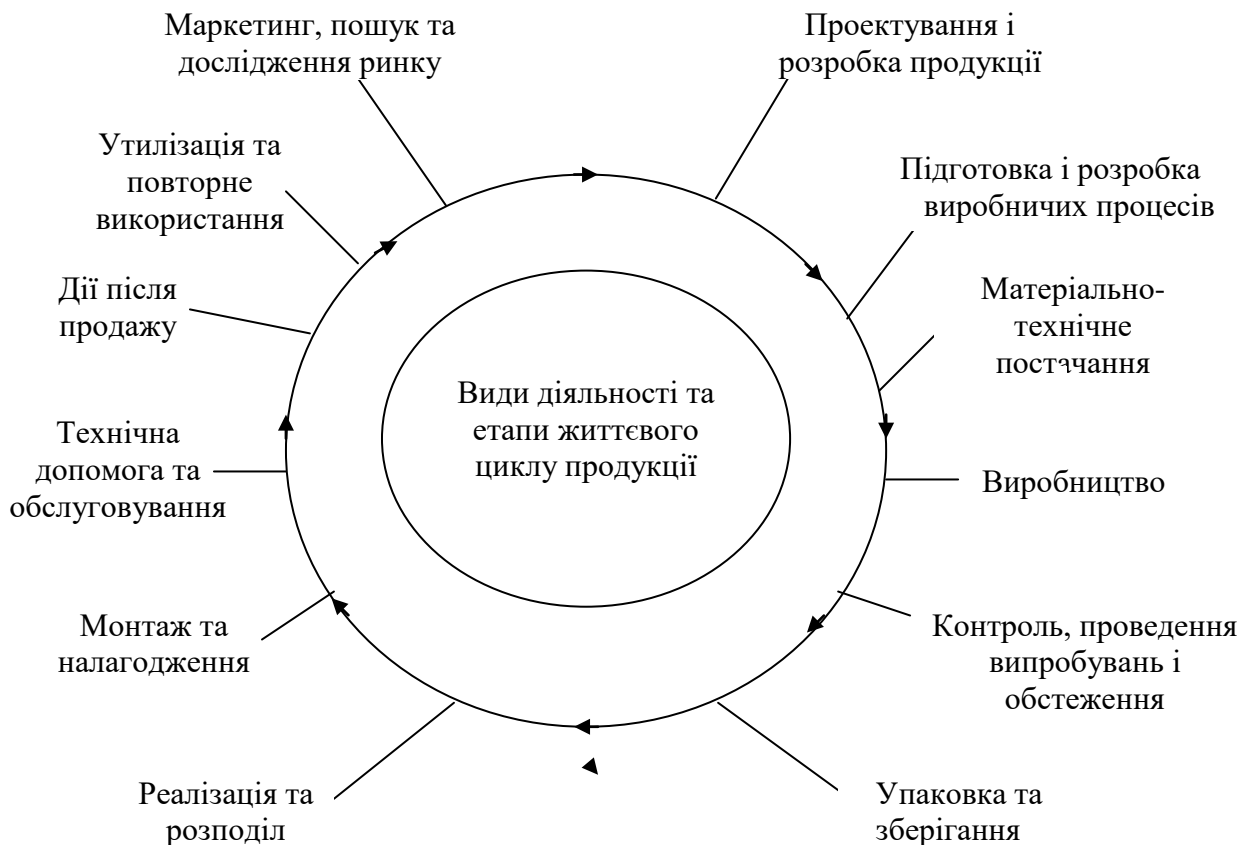 Маркетинг, пошук та
дослідження ринку
Проектування і
розробка продукції
Утилізація та
повторне
використання
Підготовка і розробка
виробничих процесів
Дії після
продажу
Матеріально-
технічне
постачання
Види діяльності та
етапи життєвого
циклу продукції
Технічна
допомога та
обслуговування
Виробництво
Монтаж та
налагодження
Контроль, проведення
випробувань і
обстеження
Реалізація та
розподіл
Упаковка та
зберігання